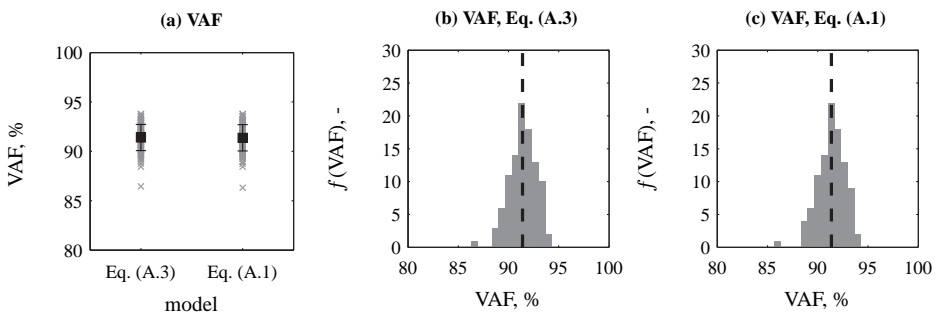 (a) VAF
100
95
90
85
80
VAF, %
Eq. (A.3) Eq. (A.1)
model
(b) VAF, Eq. (A.3)
30
25
20
15
10
5
0
f (VAF), -
80 85 90 95 100
VAF, %
(c) VAF, Eq. (A.1)
30
25
20
15
10
5
0
f (VAF), -
80 85 90 95 100
VAF, %